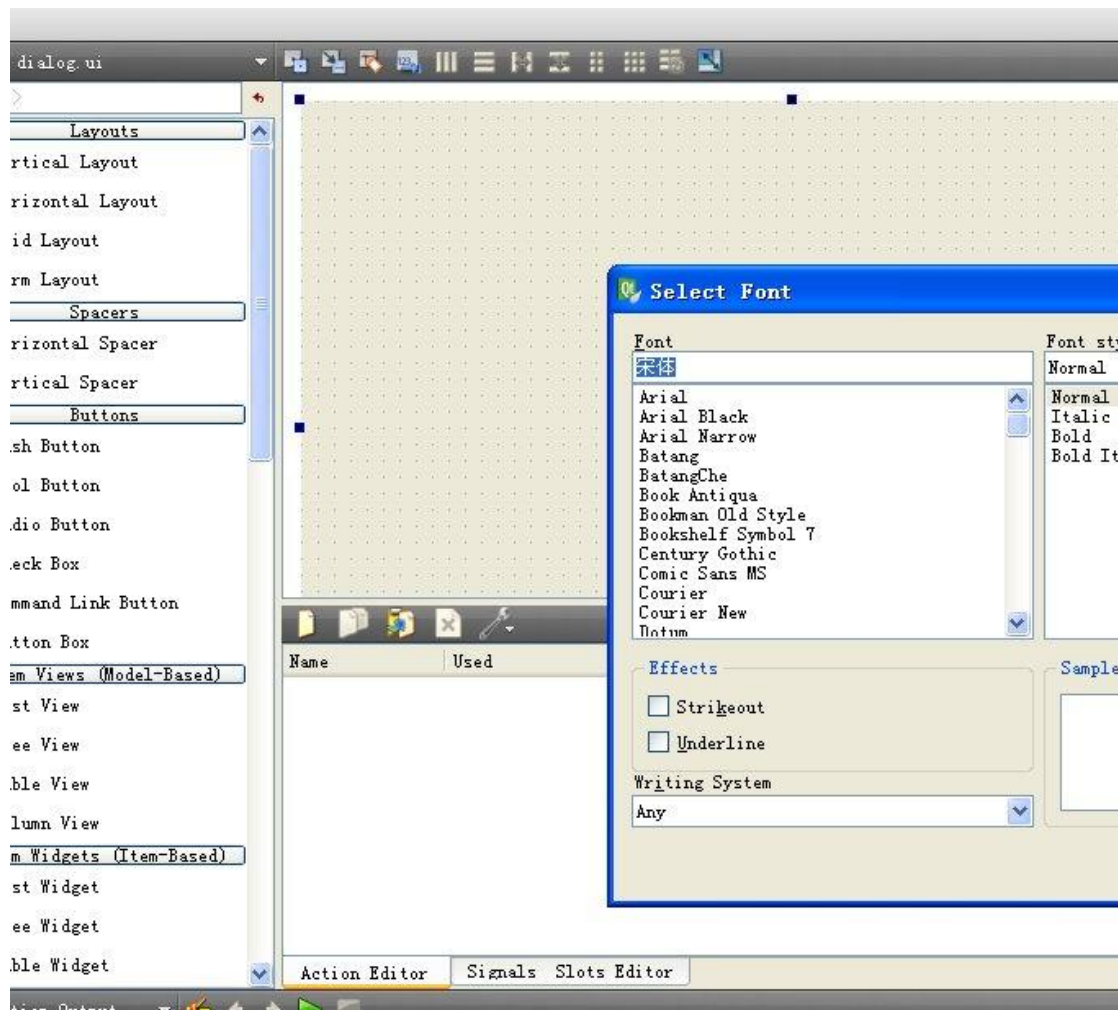 dialog.ui
Layouts
rtical Layout
rizontal Layout
id Layout
rm Layout
Spacers
rizontal Spacer
rtical Spacer
Buttons
sh Button
ol Button
dio Button
eck Box
mmand Link Button
tton Box
em Views (Model-Based)
st View
ee View
ble View
lumn View
m Widgets (Item-Based)
st Widget
ee Widget
ble Widget
Select Font
Font
宋体
Arial
Arial Black
Arial Narrow
Batang
BatangChe
Book Antiqua
Bookman Old Style
Bookshelf Symbol 7
Century Gothic
Comic Sans MS
Courier
Courier New
Dotum
Font sty
Normal
Normal
Italic
Bold
Bold It
Effects
Strikeout
Underline
Sample
Writing System
Any
Name Used
Action Editor Signals Slots Editor
Output